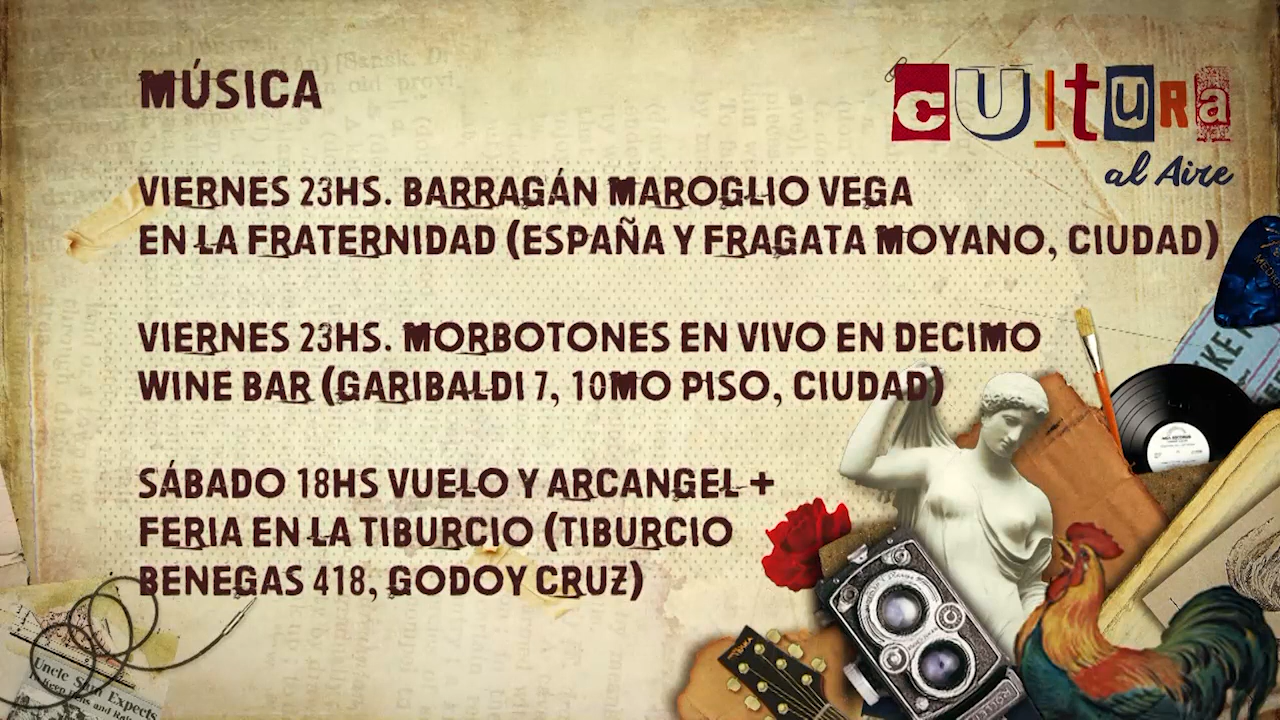 MÚSICA
cultura
al Aire
VIERNES 23HS. BARRAGÁN MAROGLIO VEGA
EN LA FRATERNIDAD (ESPAÑA Y FRAGATA MOYANO, CIUDAD)
VIERNES 23HS. MORBOTONES EN VIVO EN DECIMO
WINE BAR (GARIBALDI 7, 10MO PISO, CIUDAD)
SÁBADO 18HS VUELO Y ARCANGEL +
FERIA EN LA TIBURCIO (TIBURCIO
BENEGAS 418, GODOY CRUZ)
Uncle Sam Expects